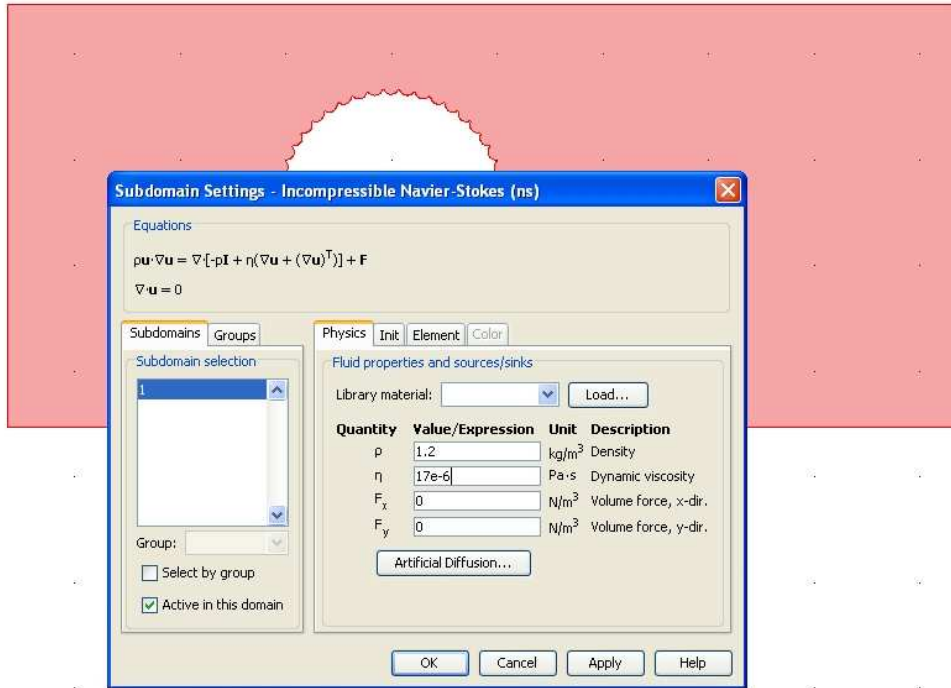 Subdomain Settings - Incompressible Navier-Stokes (ns)
Equations
ρu·∇u = ∇·[-pI + η(∇u + (∇u)ᵀ)] + F
∇·u = 0
Subdomains Groups
Subdomain selection
1
Group:
Select by group
Active in this domain
Physics Init Element Color
Fluid properties and sources/sinks
Library material: Load...
Quantity Value/Expression Unit Description
ρ 1.2 kg/m³ Density
η 17e-6 Pa·s Dynamic viscosity
Fx 0 N/m³ Volume force, x-dir.
Fy 0 N/m³ Volume force, y-dir.
Artificial Diffusion...
OK Cancel Apply Help